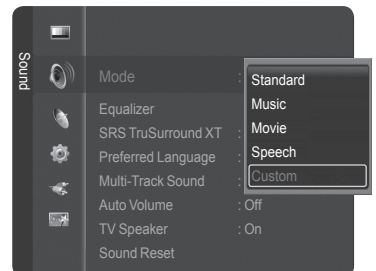 Sound
Mode :
Standard
Music
Movie
Speech
Custom
Equalizer
SRS TruSurround XT :
Preferred Language :
Multi-Track Sound :
Auto Volume : Off
TV Speaker : On
Sound Reset